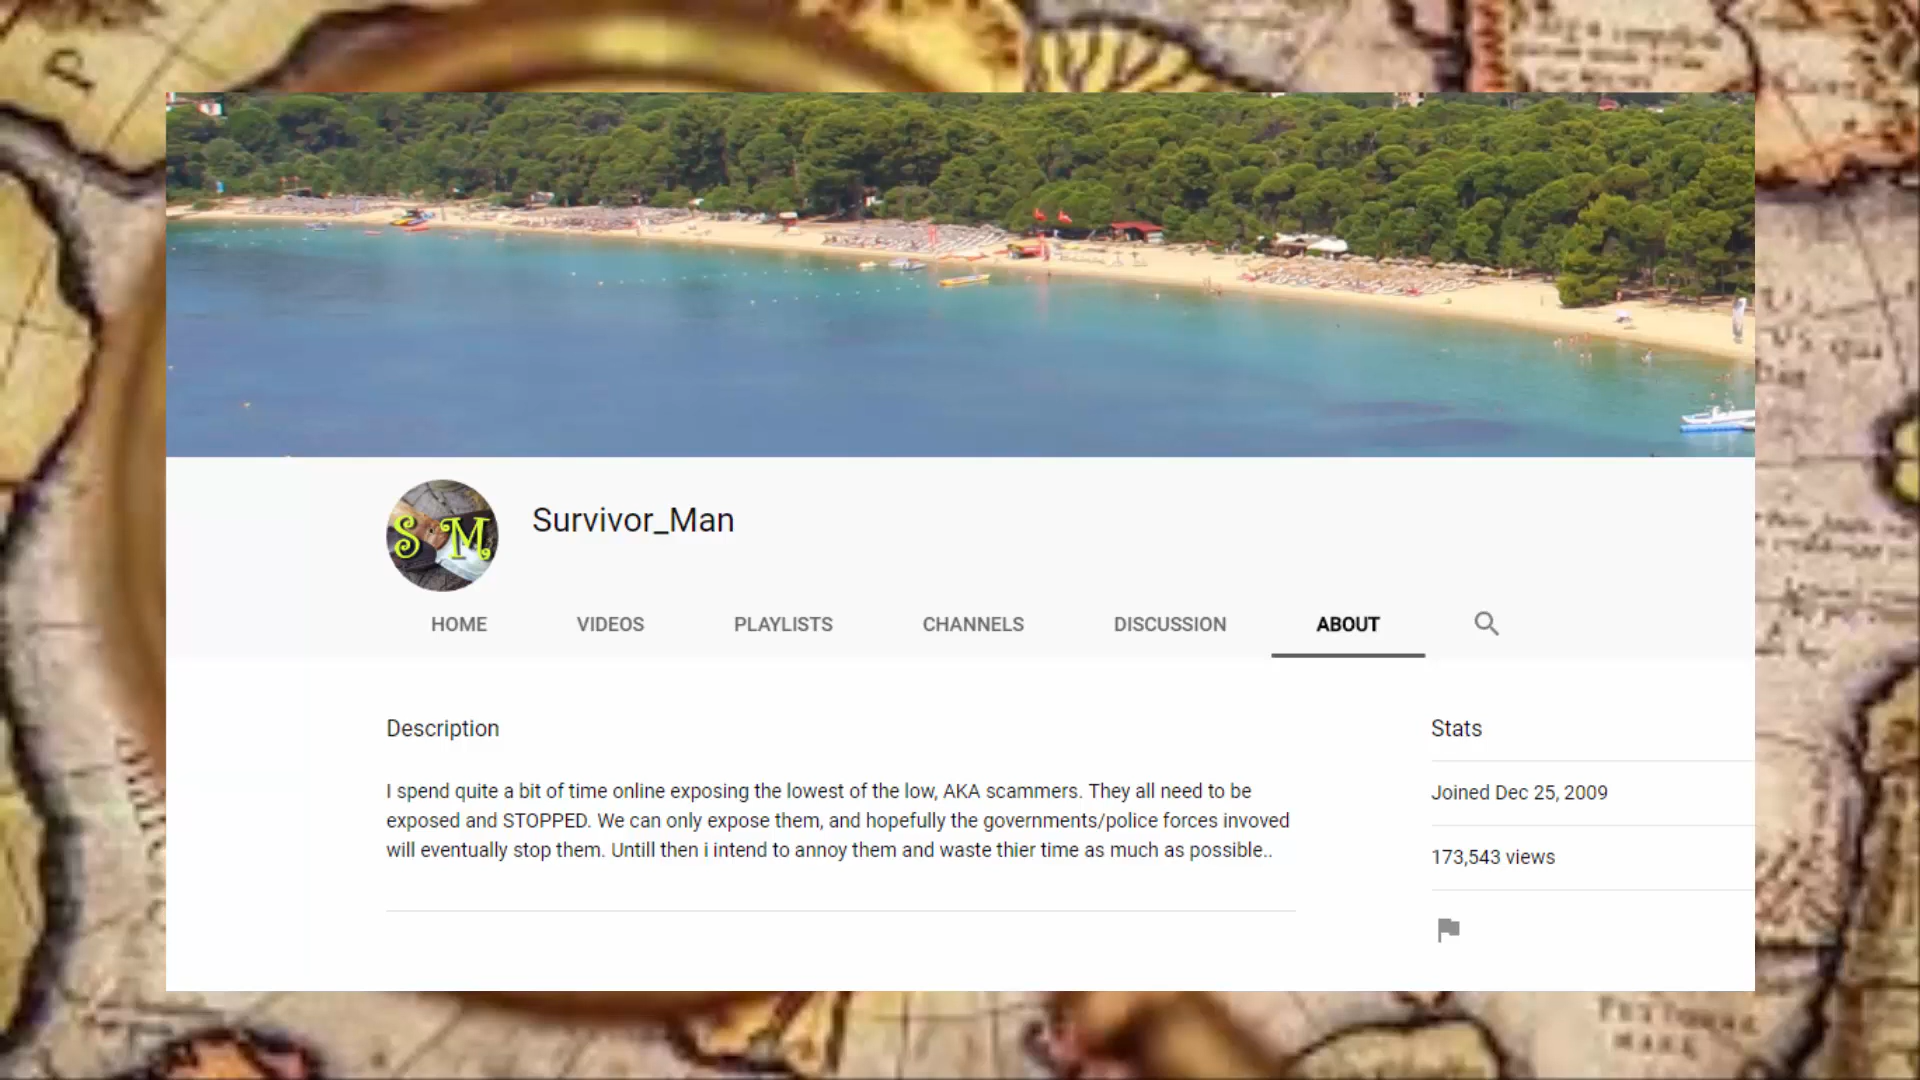 Survivor_Man
S M
HOME VIDEOS PLAYLISTS CHANNELS DISCUSSION ABOUT
Description
I spend quite a bit of time online exposing the lowest of the low, AKA scammers. They all need to be
exposed and STOPPED. We can only expose them, and hopefully the governments/police forces invoved
will eventually stop them. Untill then i intend to annoy them and waste thier time as much as possible..
Stats
Joined Dec 25, 2009
173,543 views